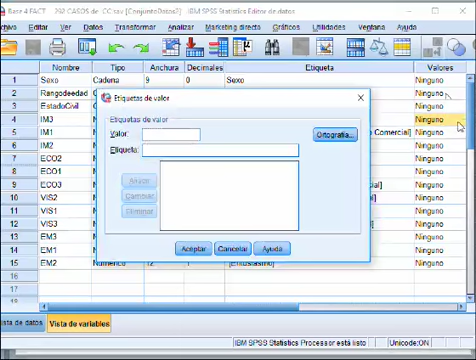 Base 4 FACT 292 CASOS de CC.sav [ConjuntoDatos2] - IBM SPSS Statistics Editor de datos
Editar Ver Datos Transformar Analizar Marketing directo Gráficos Utilidades Ventana Ayuda
Nombre Tipo Anchura Decimales Etiqueta Valores
1 Sexo Cadena 9 0 Sexo Ninguno
2 Rangodeedad Ninguno
3 EstadoCivil Ninguno
4 IM3 Ninguno
5 IM1 o Comercial] Ninguno
6 IM2 Ninguno
7 ECO2 Ninguno
8 ECO1 Ninguno
9 ECO3 Ninguno
10 VIS2 Ninguno
11 VIS1 Ninguno
12 VIS3 Ninguno
13 EM3 Ninguno
14 EM1 Ninguno
15 EM2 Numérico 12 [Entusiasmo] Ninguno
16
17
18
Etiquetas de valor
Etiquetas de valor
Valor:
Ortografía...
Etiqueta:
Añadir
Cambiar
Eliminar
Aceptar Cancelar Ayuda
Vista de datos Vista de variables
IBM SPSS Statistics Processor está listo Unicode:ON